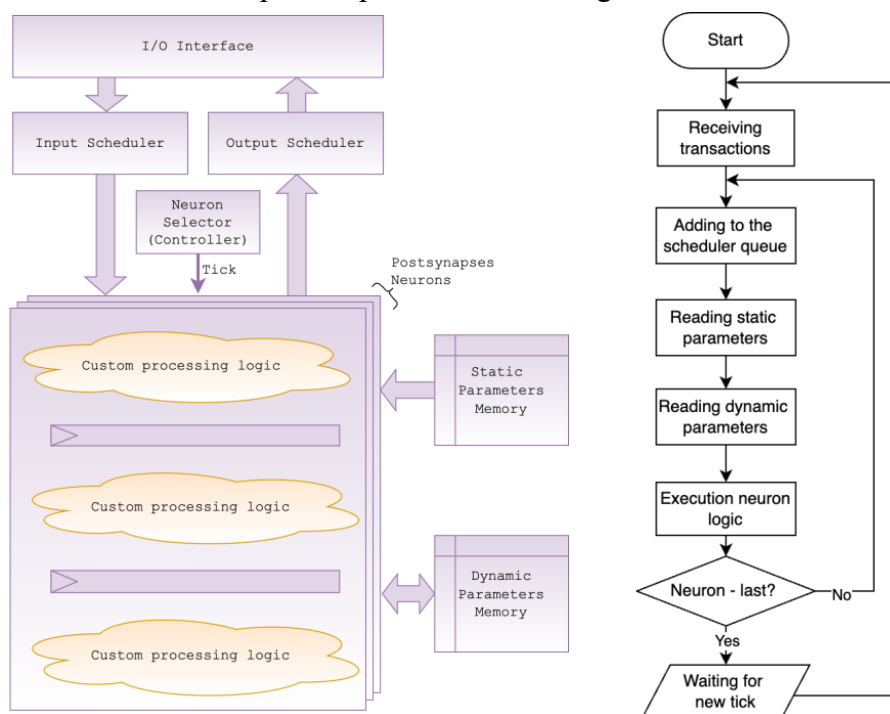 I/O Interface
Input Scheduler
Output Scheduler
Neuron
Selector
(Controller)
Tick
Postsynapses
Neurons
Custom processing logic
Static
Parameters
Memory
Custom processing logic
Dynamic
Parameters
Memory
Custom processing logic
Start
Receiving
transactions
Adding to the
scheduler queue
Reading static
parameters
Reading dynamic
parameters
Execution neuron
logic
Neuron - last?
No
Yes
Waiting for
new tick